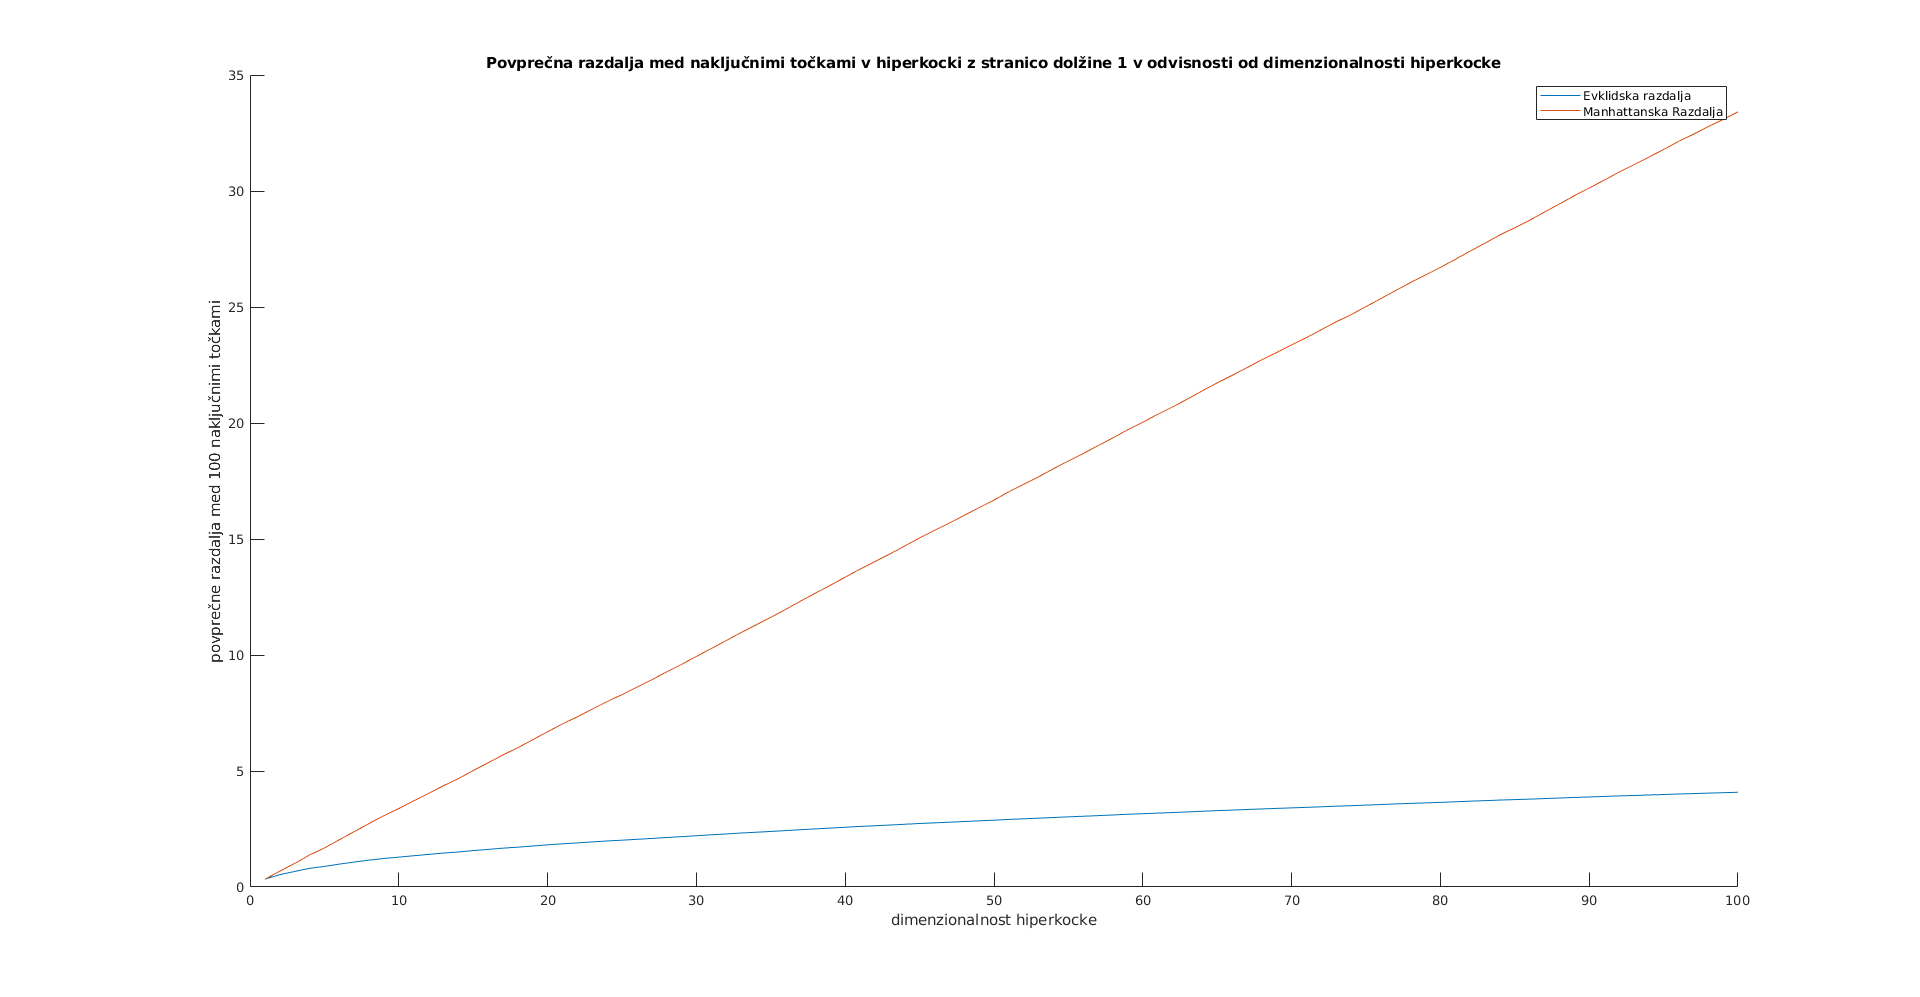 Povprečna razdalja med naključnimi točkami v hiperkocki z stranico dolžine 1 v odvisnosti od dimenzionalnosti hiperkocke
Evklidska razdalja
Manhattanska Razdalja
povprečne razdalja med 100 naključnimi točkami
35
30
25
20
15
10
5
0
0 10 20 30 40 50 60 70 80 90 100
dimenzionalnost hiperkocke